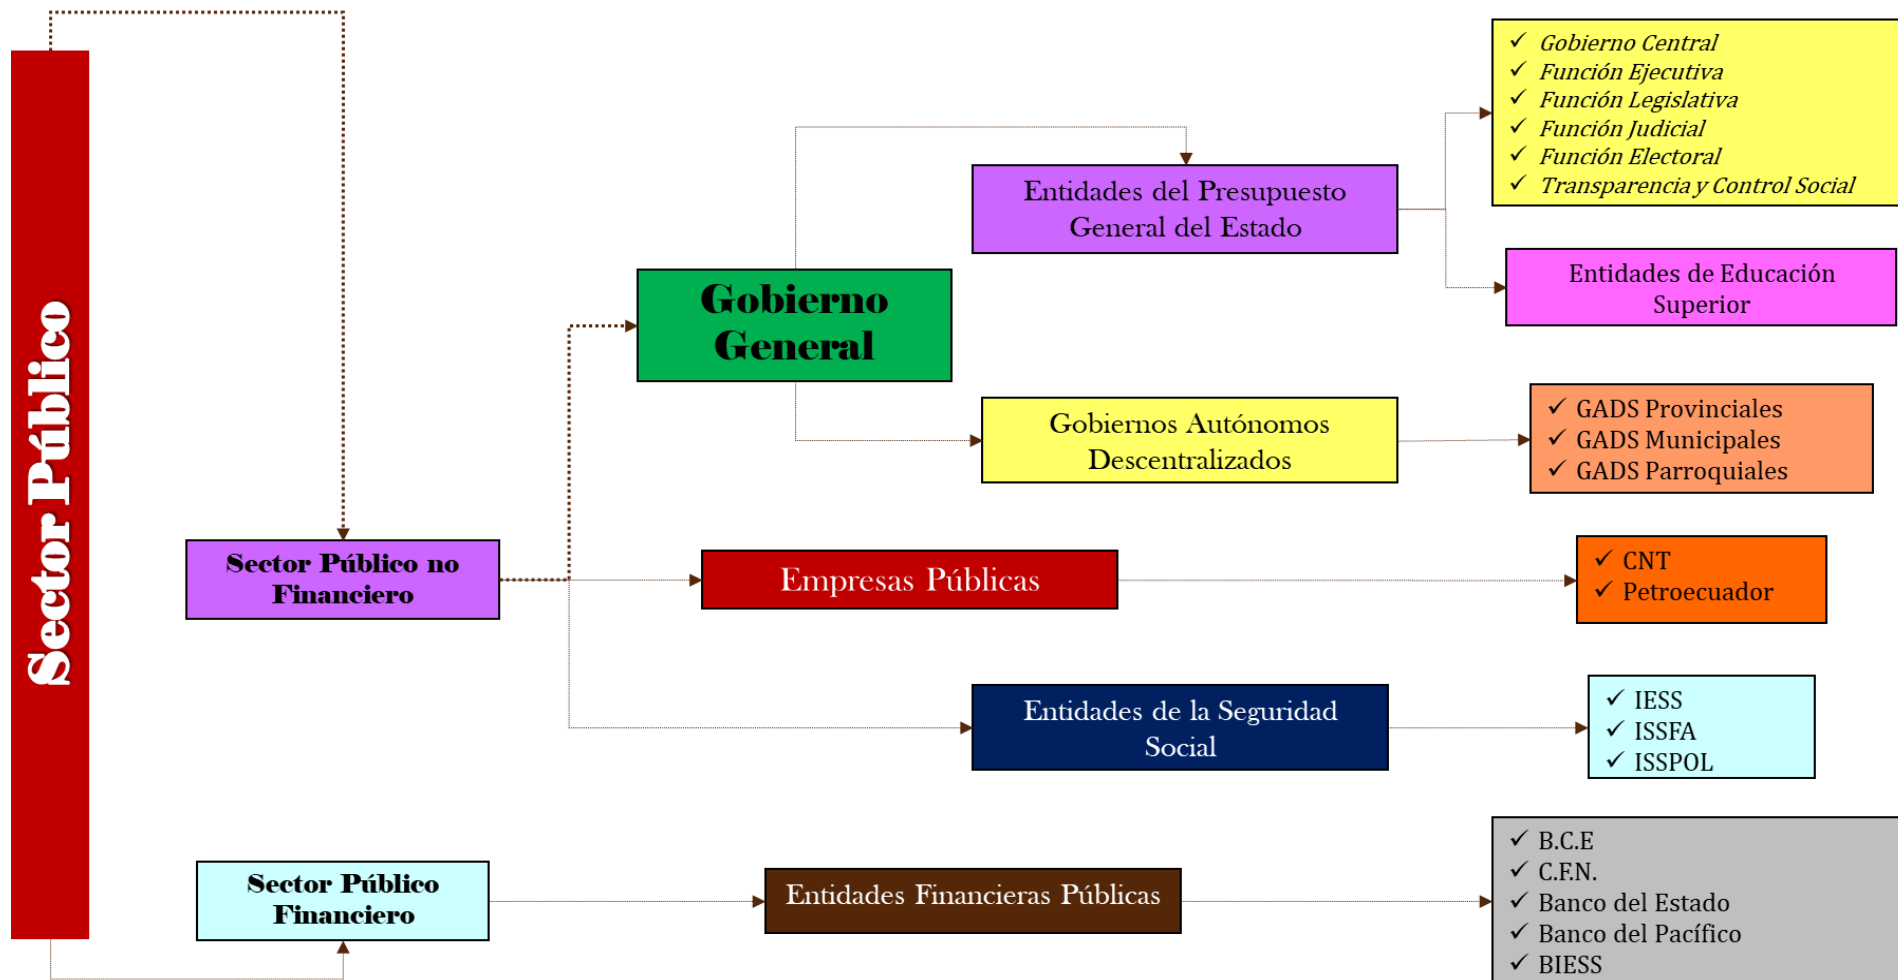 Sector Público
Sector Público no
Financiero
Gobierno
General
Entidades del Presupuesto
General del Estado
✓ Gobierno Central
✓ Función Ejecutiva
✓ Función Legislativa
✓ Función Judicial
✓ Función Electoral
✓ Transparencia y Control Social
Entidades de Educación
Superior
Gobiernos Autónomos
Descentralizados
✓ GADS Provinciales
✓ GADS Municipales
✓ GADS Parroquiales
Empresas Públicas
✓ CNT
✓ Petroecuador
Entidades de la Seguridad
Social
✓ IESS
✓ ISSFA
✓ ISSPOL
Sector Público
Financiero
Entidades Financieras Públicas
✓ B.C.E
✓ C.F.N.
✓ Banco del Estado
✓ Banco del Pacífico
✓ BIESS